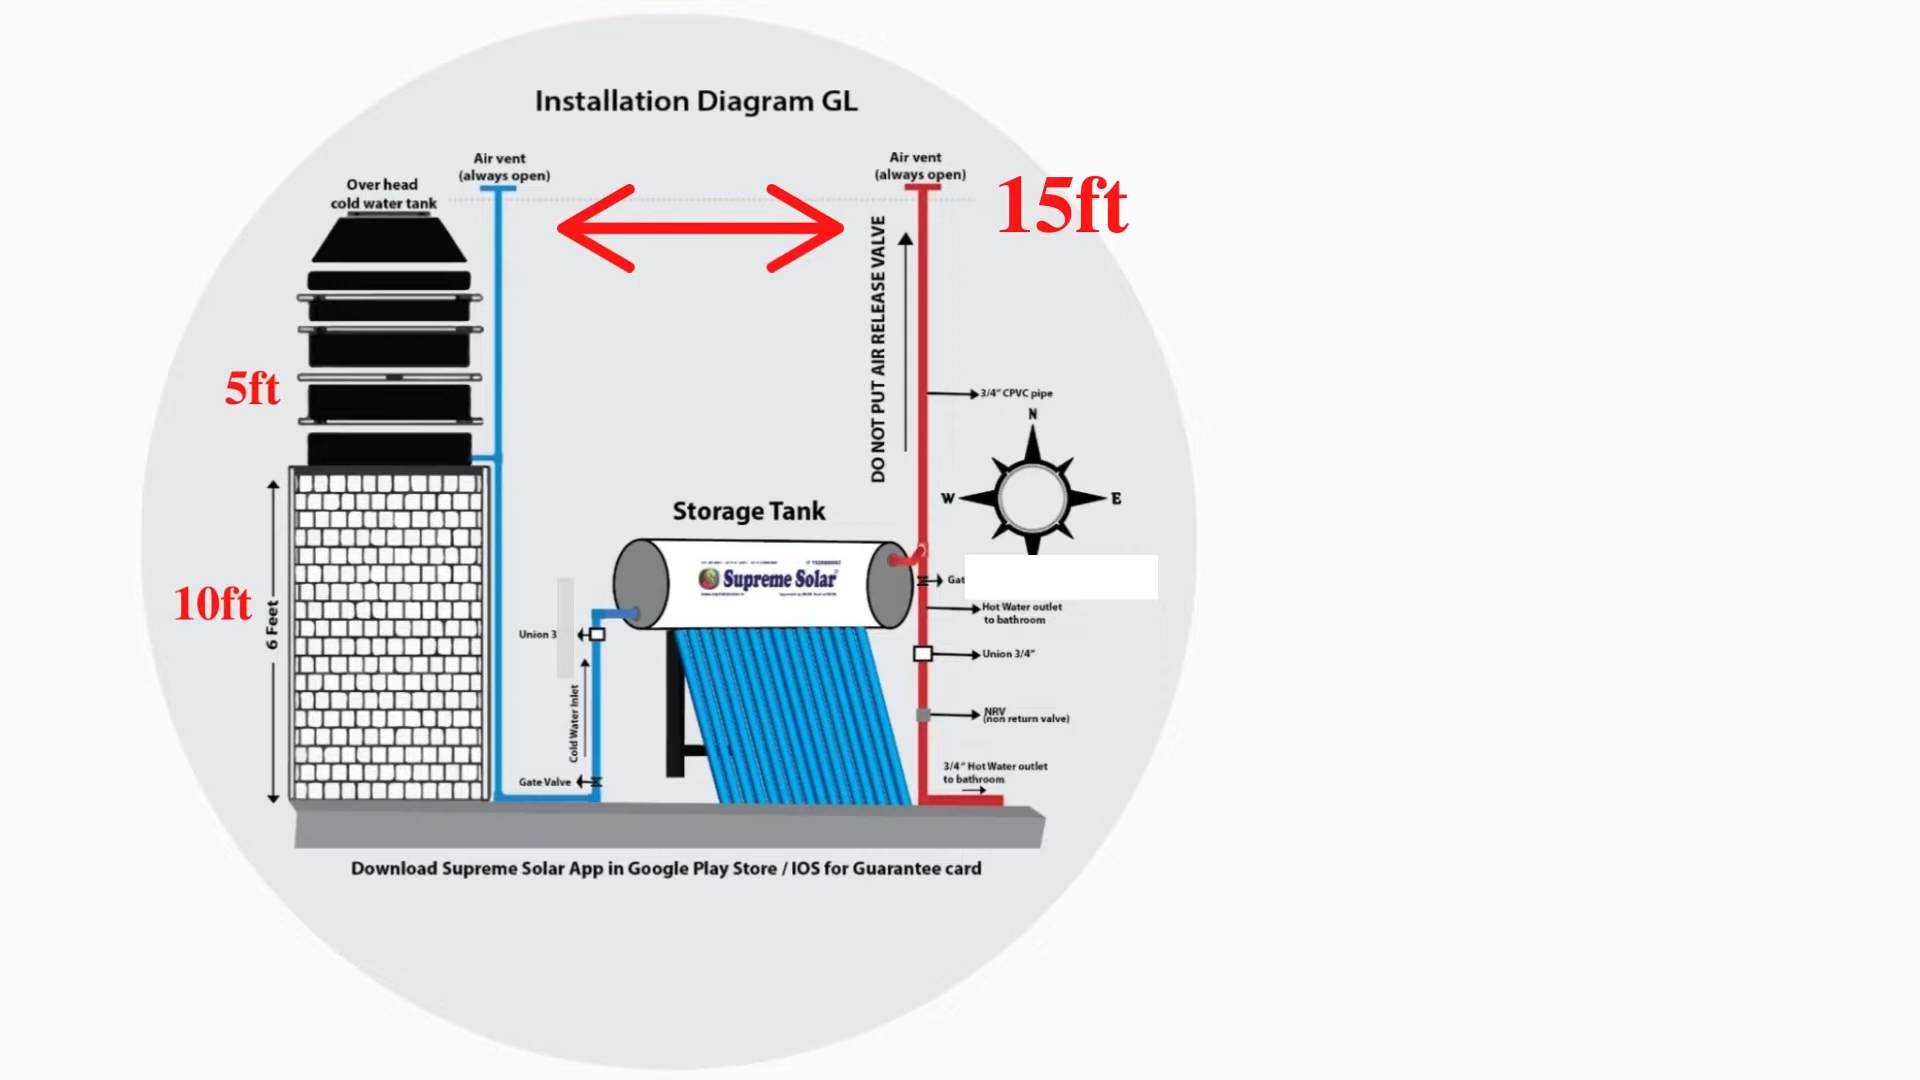 Installation Diagram GL
Air vent
(always open)
Air vent
(always open)
Over head
cold water tank
15ft
DO NOT PUT AIR RELEASE VALVE
5ft
3/4" CPVC pipe
N
W
E
Storage Tank
Supreme Solar
10ft
6 Feet
Gat
Hot Water outlet
to bathroom
Union 3
Union 3/4"
Cold Water Inlet
NRV
(non return valve)
Gate Valve
3/4" Hot Water outlet
to bathroom
Download Supreme Solar App in Google Play Store / IOS for Guarantee card